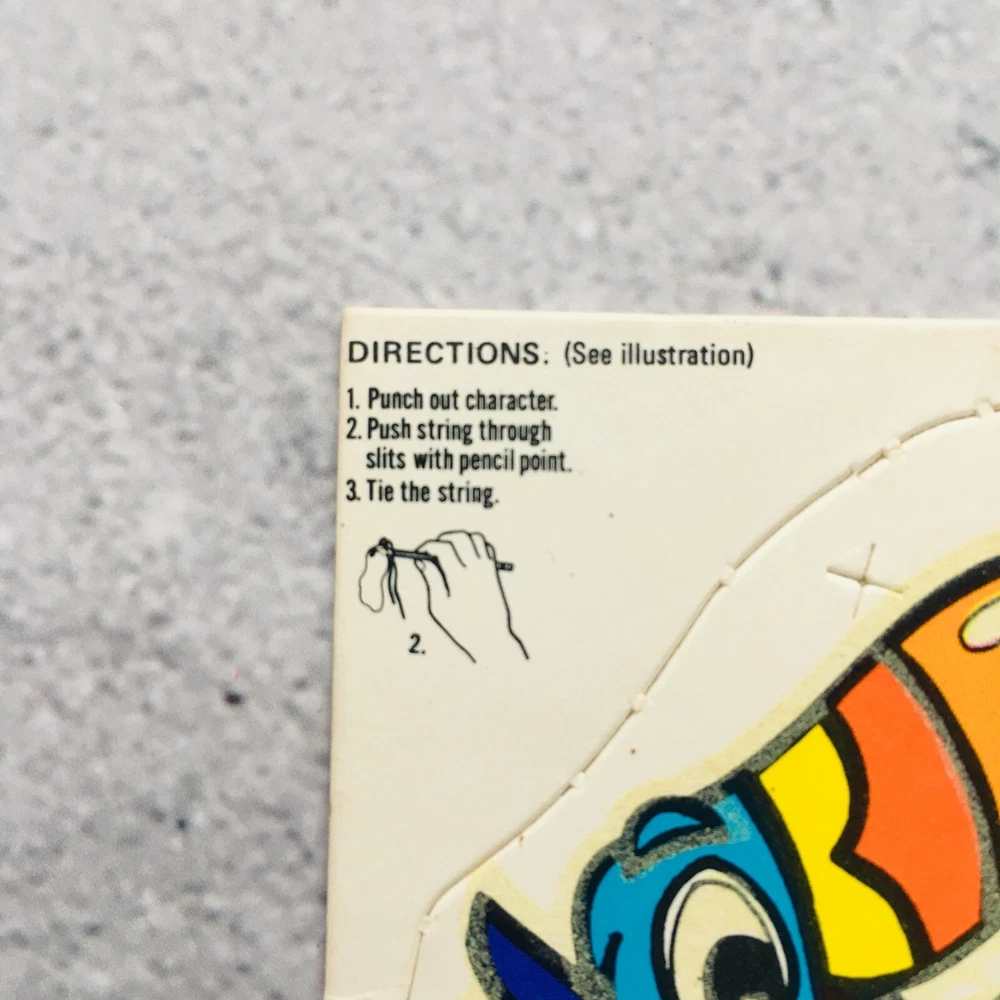 DIRECTIONS: (See illustration)
1. Punch out character.
2. Push string through
slits with pencil point.
3. Tie the string.
2.